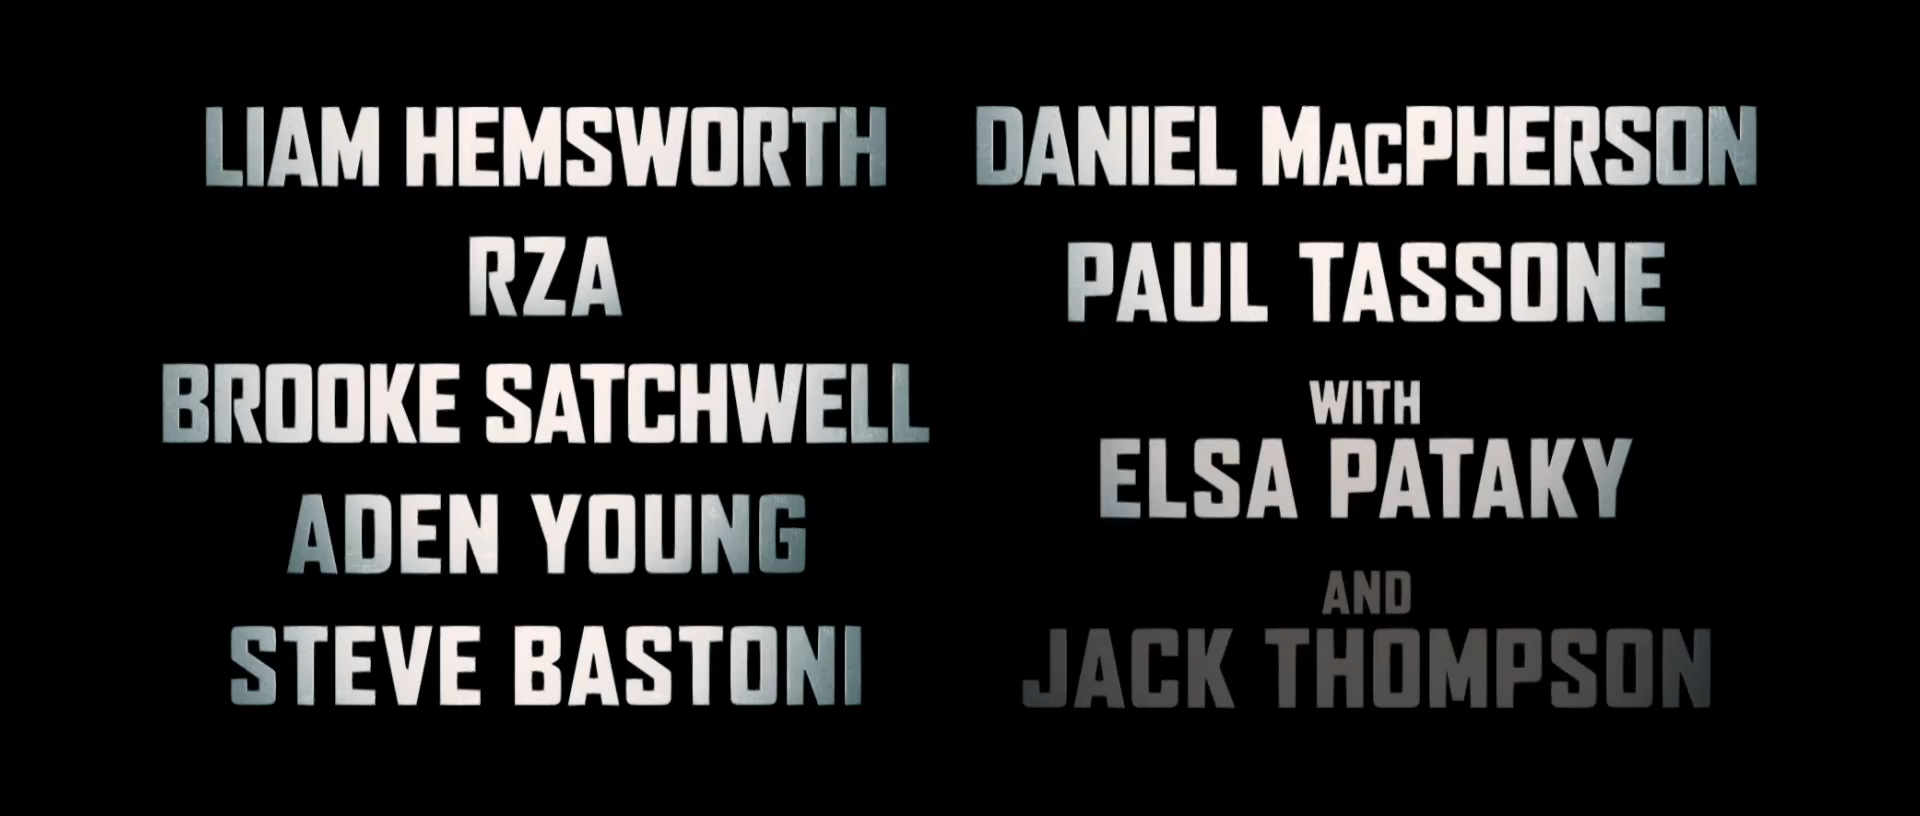 LIAM HEMSWORTH
RZA
BROOKE SATCHWELL
ADEN YOUNG
STEVE BASTONI
DANIEL MacPHERSON
PAUL TASSONE
WITH
ELSA PATAKY
AND
JACK THOMPSON